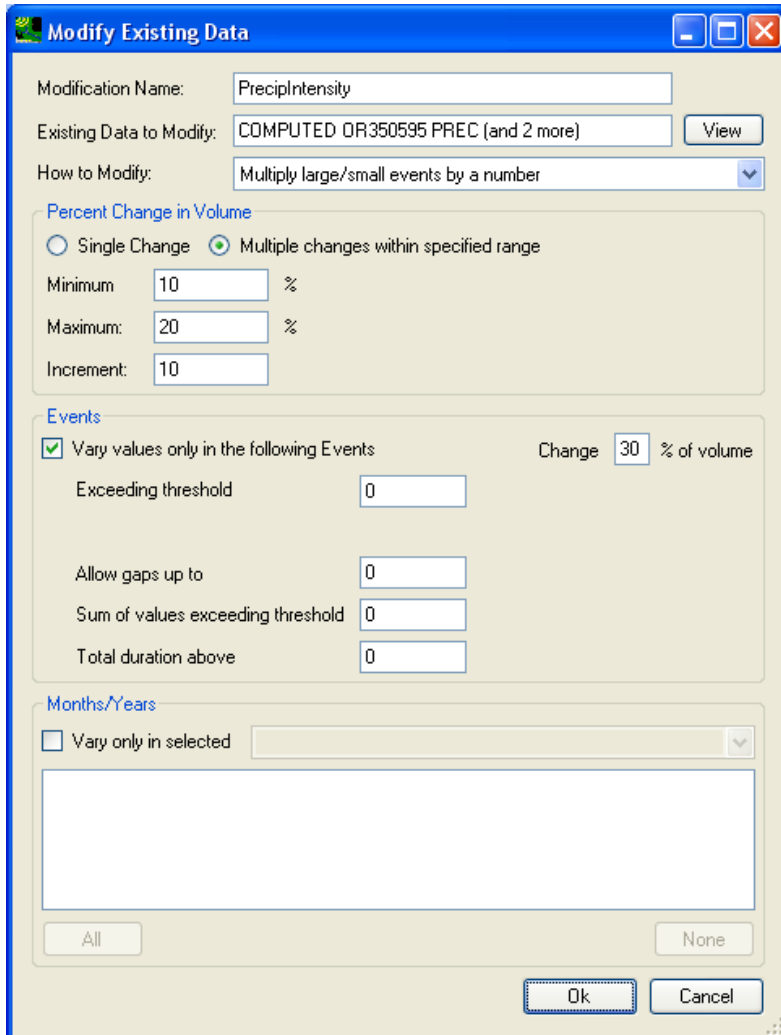 Modify Existing Data
Modification Name: PrecipIntensity
Existing Data to Modify: COMPUTED OR350595 PREC (and 2 more) View
How to Modify: Multiply large/small events by a number
Percent Change in Volume
Single Change Multiple changes within specified range
Minimum 10 %
Maximum: 20 %
Increment: 10
Events
Vary values only in the following Events Change 30 % of volume
Exceeding threshold 0
Allow gaps up to 0
Sum of values exceeding threshold 0
Total duration above 0
Months/Years
Vary only in selected
All None
Ok Cancel